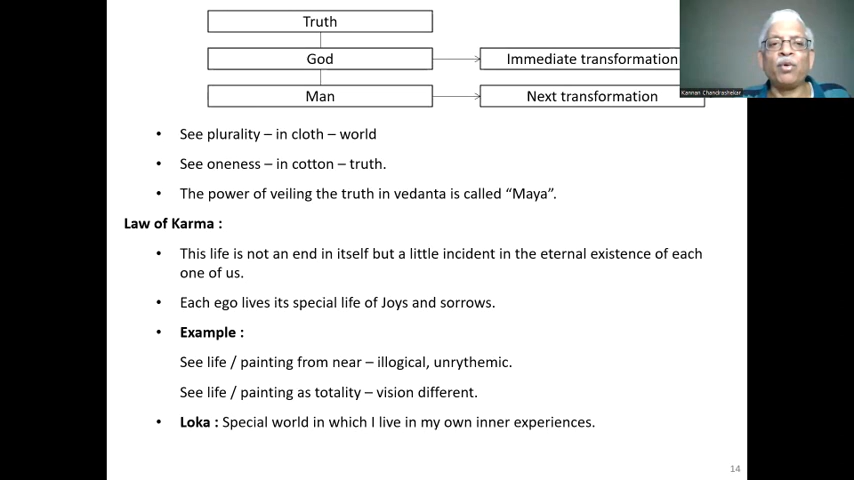 Truth
God
Immediate transformation
Man
Next transformation
Kannan Chandrashekar
• See plurality – in cloth – world
• See oneness – in cotton – truth.
• The power of veiling the truth in vedanta is called “Maya”.
Law of Karma :
• This life is not an end in itself but a little incident in the eternal existence of each
one of us.
• Each ego lives its special life of Joys and sorrows.
• Example :
See life / painting from near – illogical, unrythemic.
See life / painting as totality – vision different.
• Loka : Special world in which I live in my own inner experiences.
14